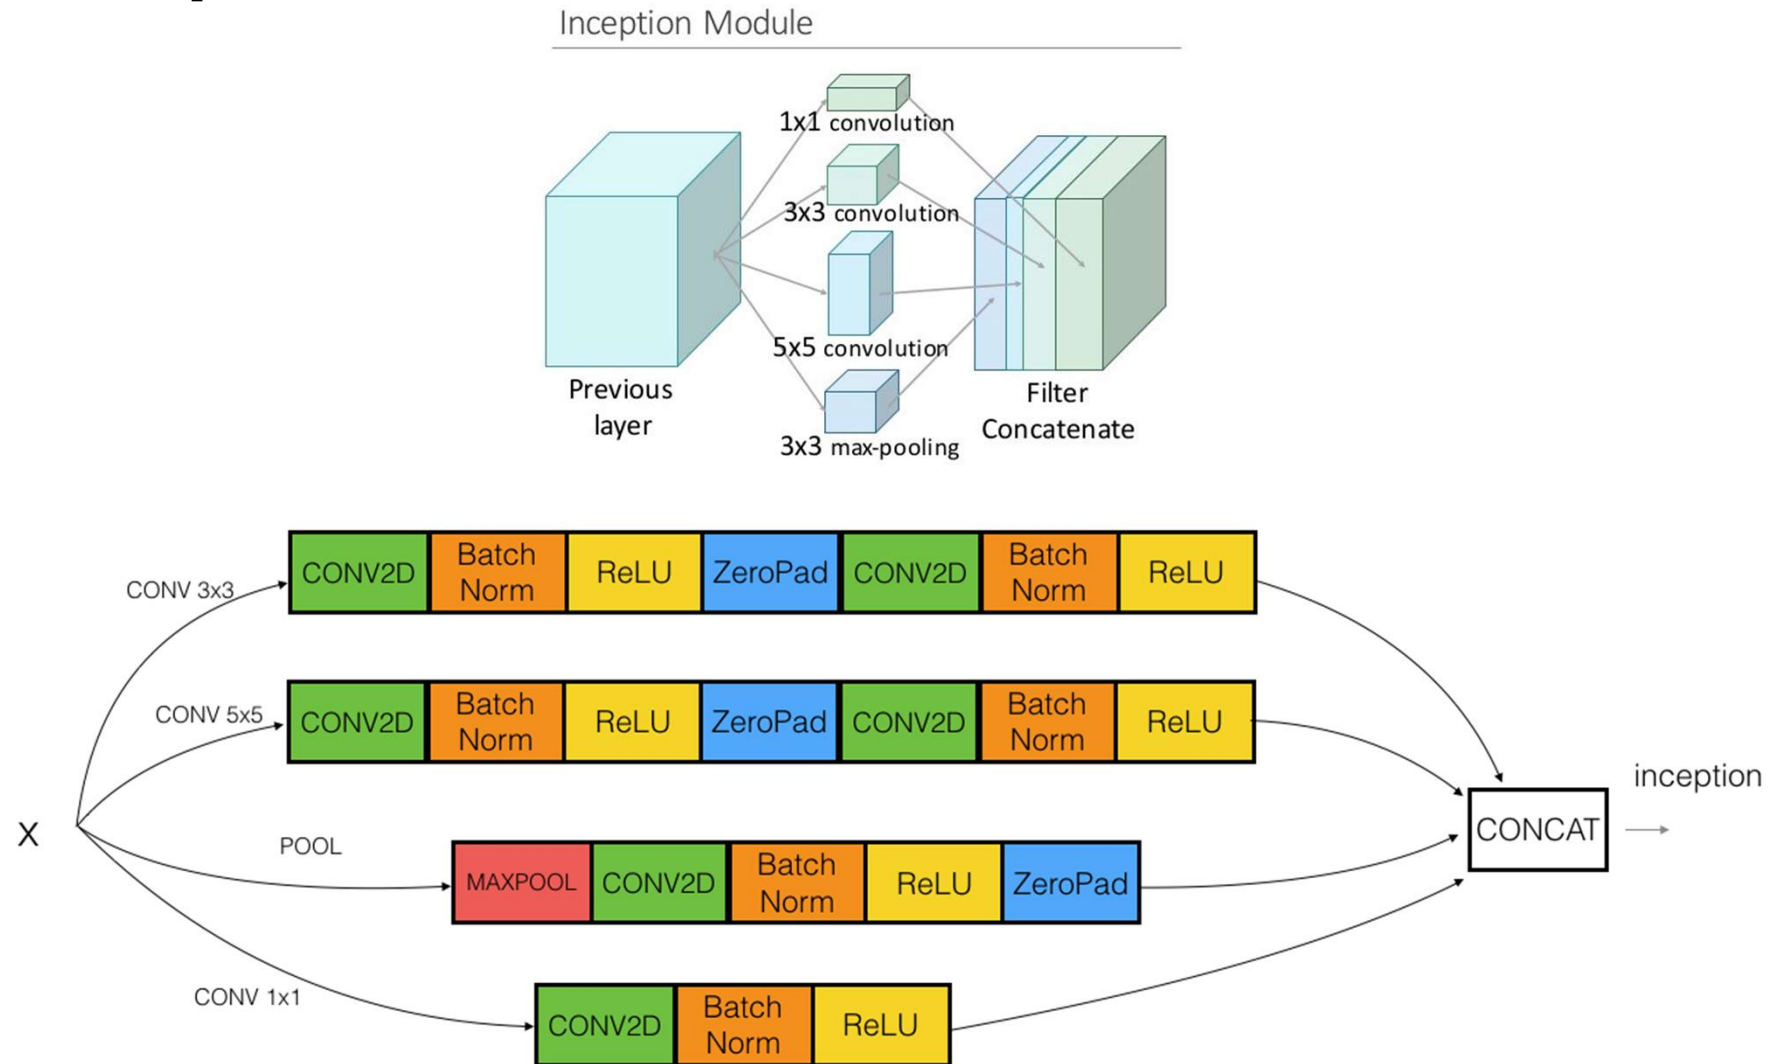 Inception Module
1x1 convolution
3x3 convolution
5x5 convolution
3x3 max-pooling
Previous
layer
Filter
Concatenate
CONV 3x3
CONV2D
Batch
Norm
ReLU
ZeroPad
CONV2D
Batch
Norm
ReLU
CONV 5x5
CONV2D
Batch
Norm
ReLU
ZeroPad
CONV2D
Batch
Norm
ReLU
X
POOL
MAXPOOL
CONV2D
Batch
Norm
ReLU
ZeroPad
CONV 1x1
CONV2D
Batch
Norm
ReLU
CONCAT
inception